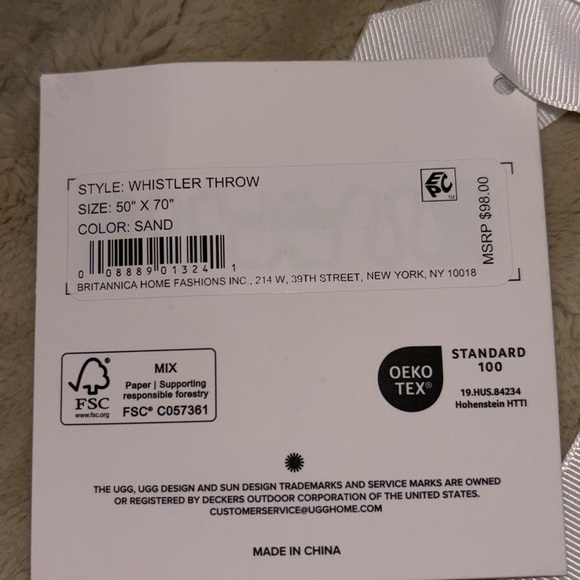 STYLE: WHISTLER THROW
SIZE: 50" X 70"
COLOR: SAND
EPC™
MSRP $98.00
0 08889 01324 1
BRITANNICA HOME FASHIONS INC., 214 W, 39TH STREET, NEW YORK, NY 10018
FSC
www.fsc.org
MIX
Paper | Supporting
responsible forestry
FSC® C057361
OEKO
TEX®
STANDARD
100
19.HUS.84234
Hohenstein HTTI
THE UGG, UGG DESIGN AND SUN DESIGN TRADEMARKS AND SERVICE MARKS ARE OWNED
OR REGISTERED BY DECKERS OUTDOOR CORPORATION OF THE UNITED STATES.
CUSTOMERSERVICE@UGGHOME.COM
MADE IN CHINA